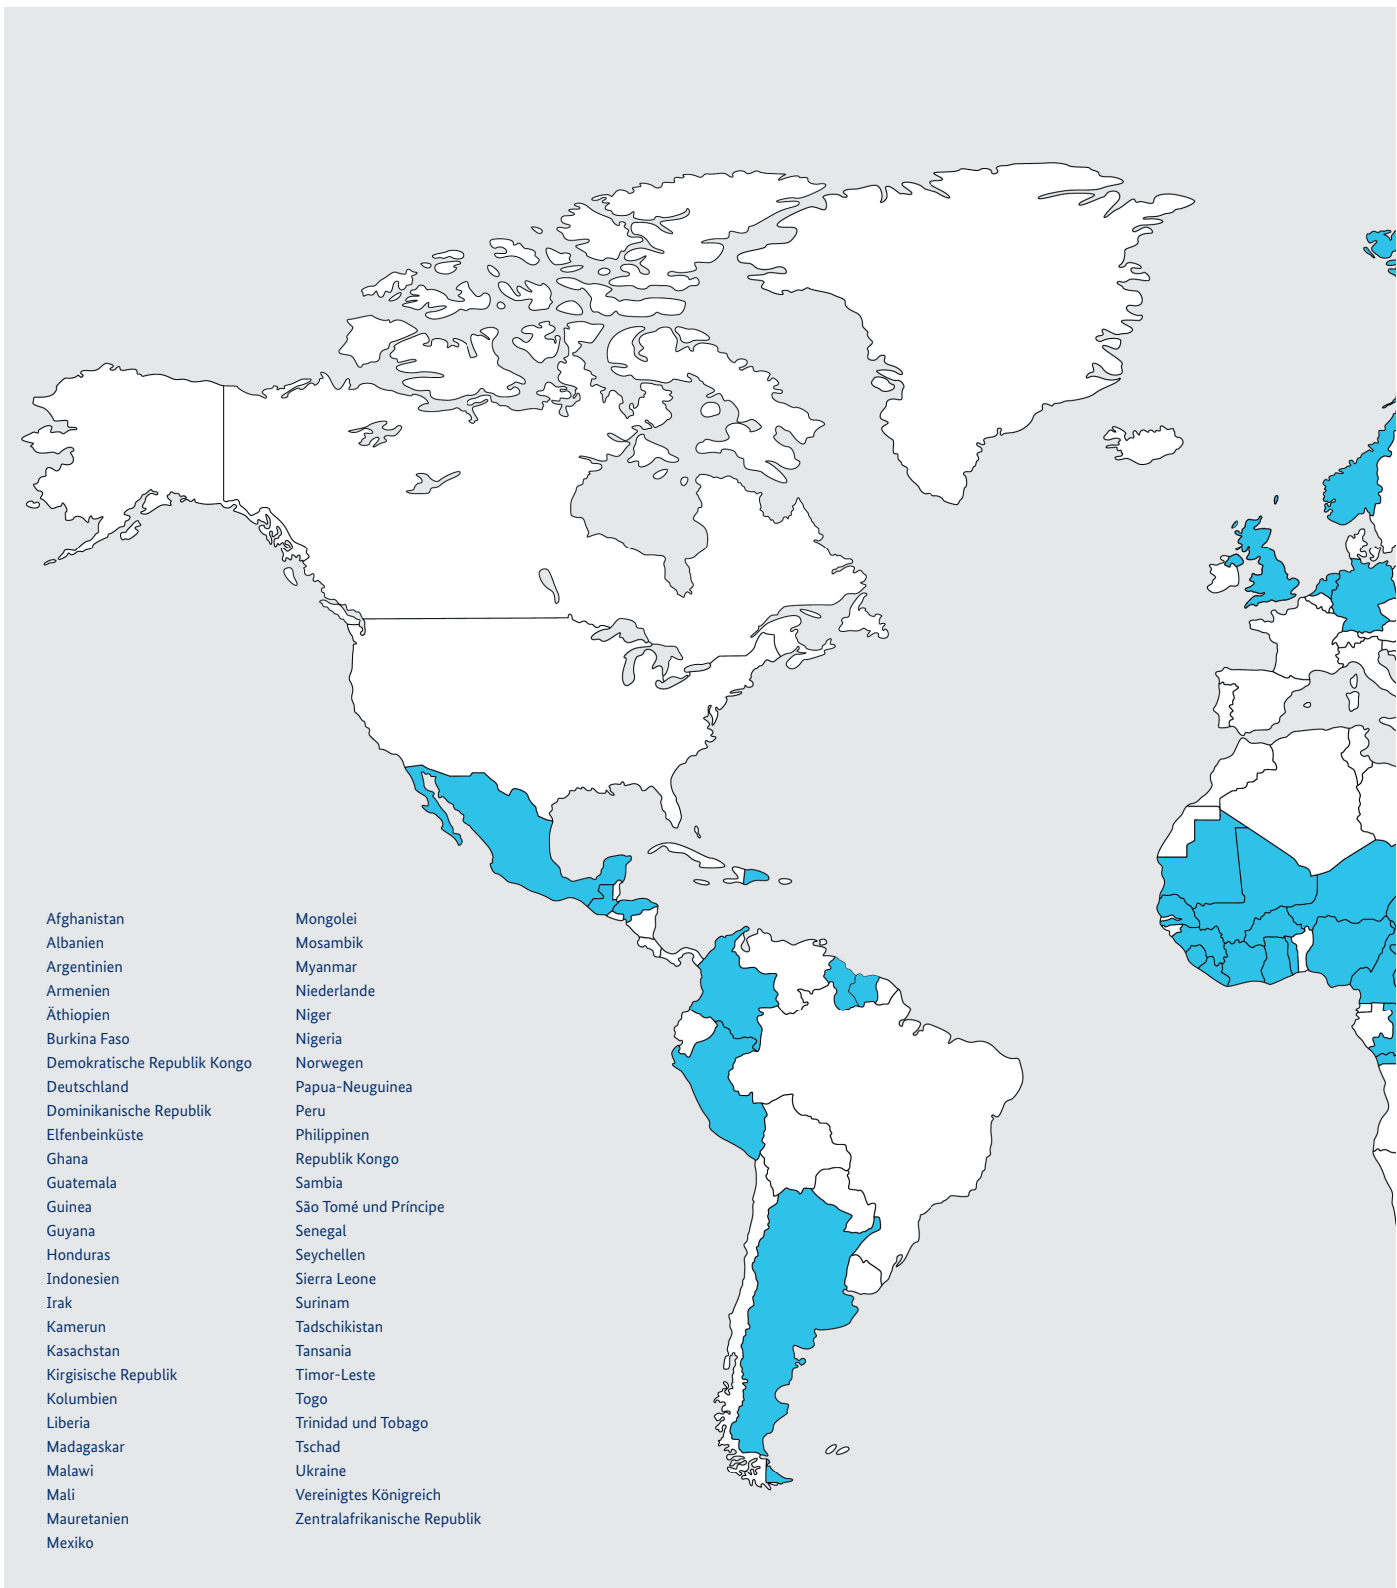 Afghanistan
Albanien
Argentinien
Armenien
Äthiopien
Burkina Faso
Demokratische Republik Kongo
Deutschland
Dominikanische Republik
Elfenbeinküste
Ghana
Guatemala
Guinea
Guyana
Honduras
Indonesien
Irak
Kamerun
Kasachstan
Kirgisische Republik
Kolumbien
Liberia
Madagaskar
Malawi
Mali
Mauretanien
Mexiko
Mongolei
Mosambik
Myanmar
Niederlande
Niger
Nigeria
Norwegen
Papua-Neuguinea
Peru
Philippinen
Republik Kongo
Sambia
São Tomé und Príncipe
Senegal
Seychellen
Sierra Leone
Surinam
Tadschikistan
Tansania
Timor-Leste
Togo
Trinidad und Tobago
Tschad
Ukraine
Vereinigtes Königreich
Zentralafrikanische Republik